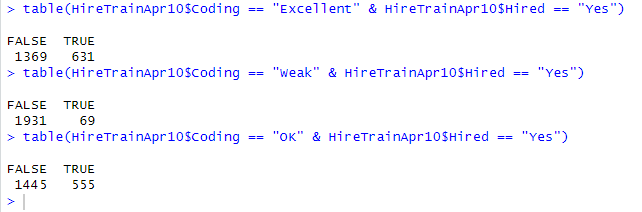 > table(HireTrainApr10$Coding == "Excellent" & HireTrainApr10$Hired == "Yes")
FALSE  TRUE
 1369   631
> table(HireTrainApr10$Coding == "Weak" & HireTrainApr10$Hired == "Yes")
FALSE  TRUE
 1931    69
> table(HireTrainApr10$Coding == "OK" & HireTrainApr10$Hired == "Yes")
FALSE  TRUE
 1445   555
>